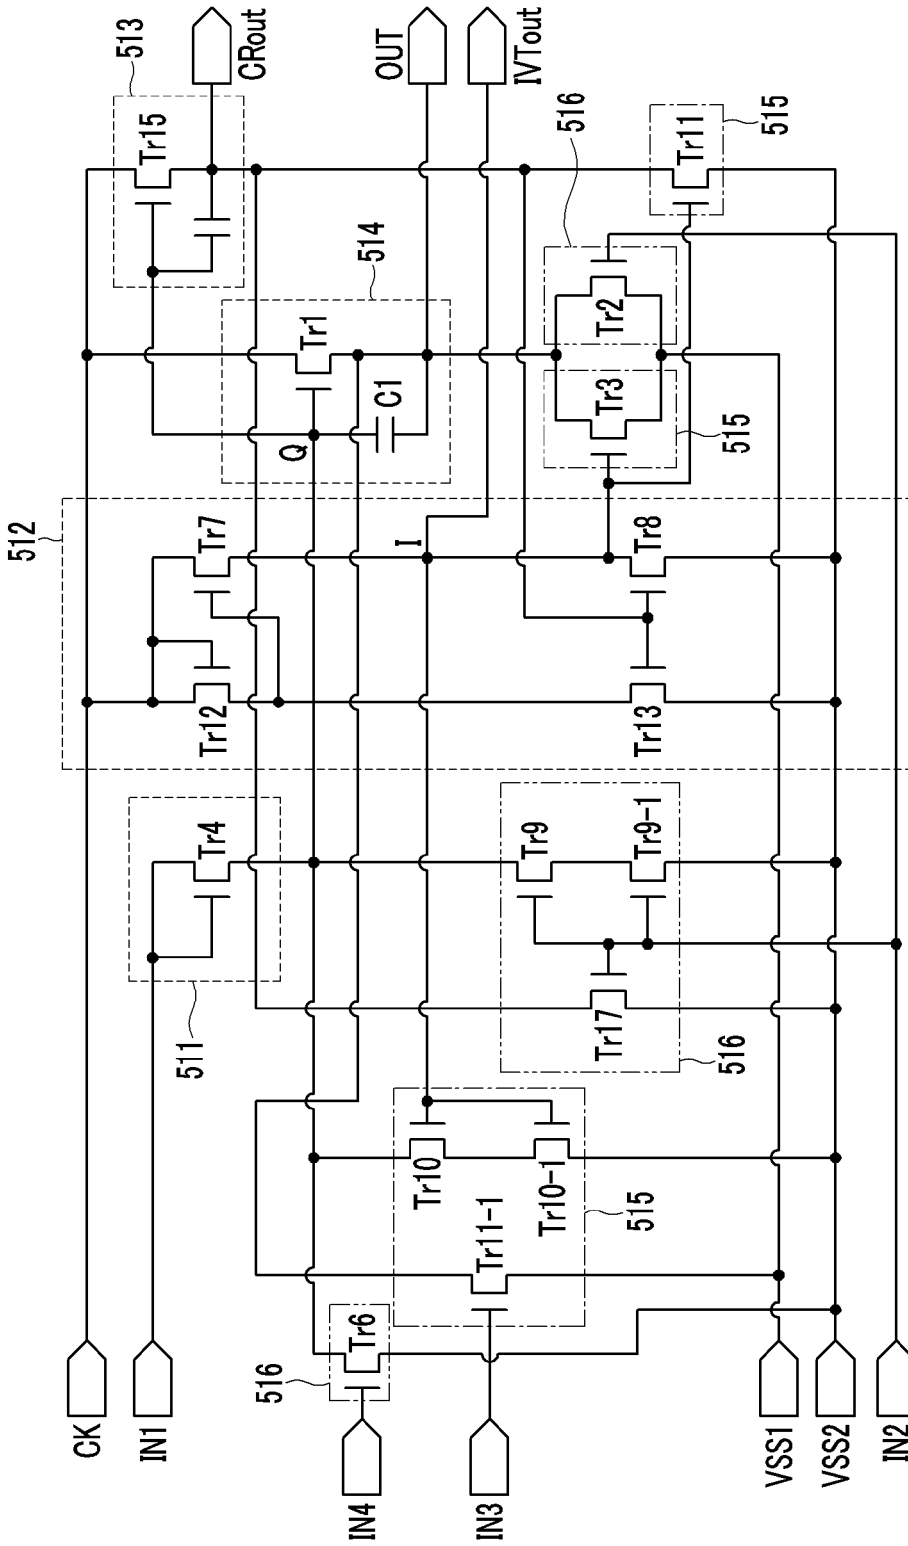 513
CRout
OUT
IVTout
Tr15
516
515
Tr11
514
Tr1
Tr2
C1
Tr3
Q
515
512
Tr7
I
Tr8
Tr12
Tr13
Tr4
Tr9
Tr9-1
511
Tr17
516
Tr10
Tr10-1
515
Tr11-1
Tr6
516
CK
IN1
VSS1
VSS2
IN2
IN4
IN3